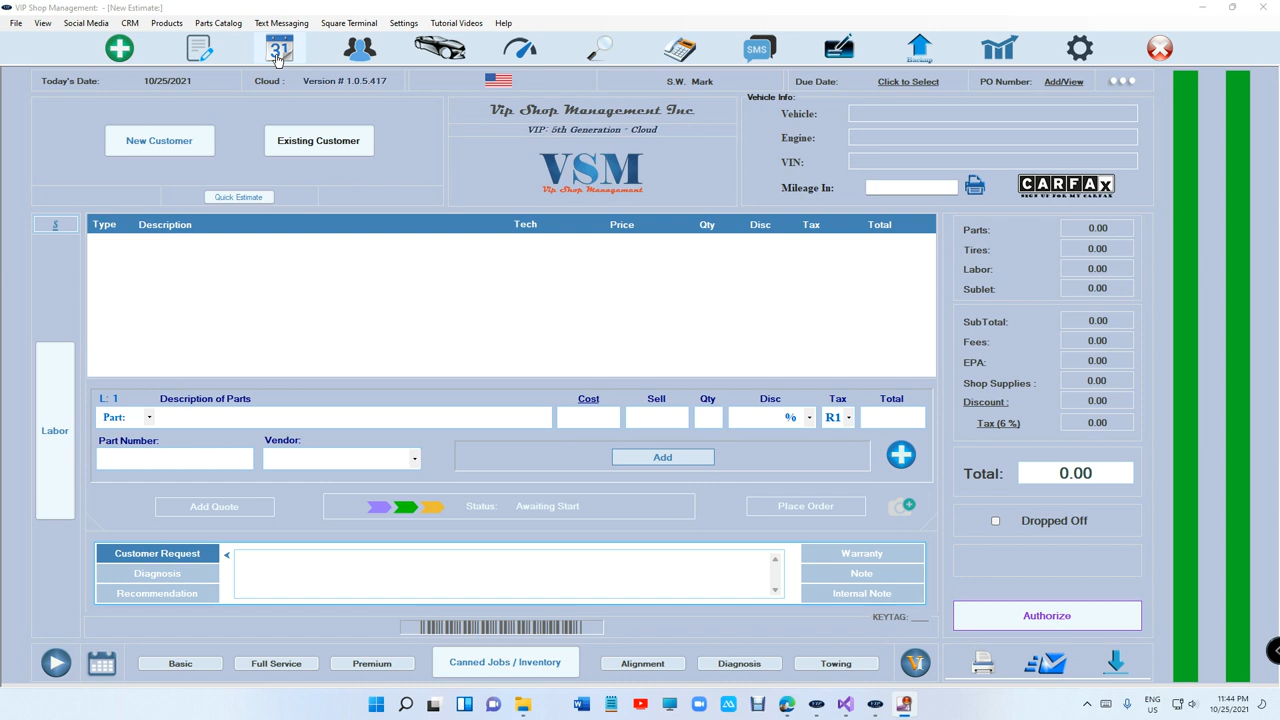 VIP Shop Management: - [New Estimate:]
File View Social Media CRM Products Parts Catalog Text Messaging Square Terminal Settings Tutorial Videos Help
31 SMS Backup
Today's Date: 10/25/2021 Cloud : Version # 1.0.5.417 S.W. Mark Due Date: Click to Select PO Number: Add/View
New Customer Existing Customer
Quick Estimate
Vip Shop Management Inc
VIP: 5th Generation - Cloud
VSM
Vip Shop Management
Vehicle Info:
Vehicle:
Engine:
VIN:
Mileage In:
CARFAX
SIGN UP FOR MY CARFAX
$ Type Description Tech Price Qty Disc Tax Total
Labor
L: 1 Description of Parts Cost Sell Qty Disc Tax Total
Part: % R1
Part Number: Vendor:
Add
Add Quote Status: Awaiting Start Place Order
Customer Request < Warranty
Diagnosis Note
Recommendation Internal Note
KEYTAG: ___
Parts: 0.00
Tires: 0.00
Labor: 0.00
Sublet: 0.00
SubTotal: 0.00
Fees: 0.00
EPA: 0.00
Shop Supplies : 0.00
Discount : 0.00
Tax (6 %) 0.00
Total: 0.00
Dropped Off
Authorize
Basic Full Service Premium Canned Jobs / Inventory Alignment Diagnosis Towing
ENG
US
11:44 PM
10/25/2021